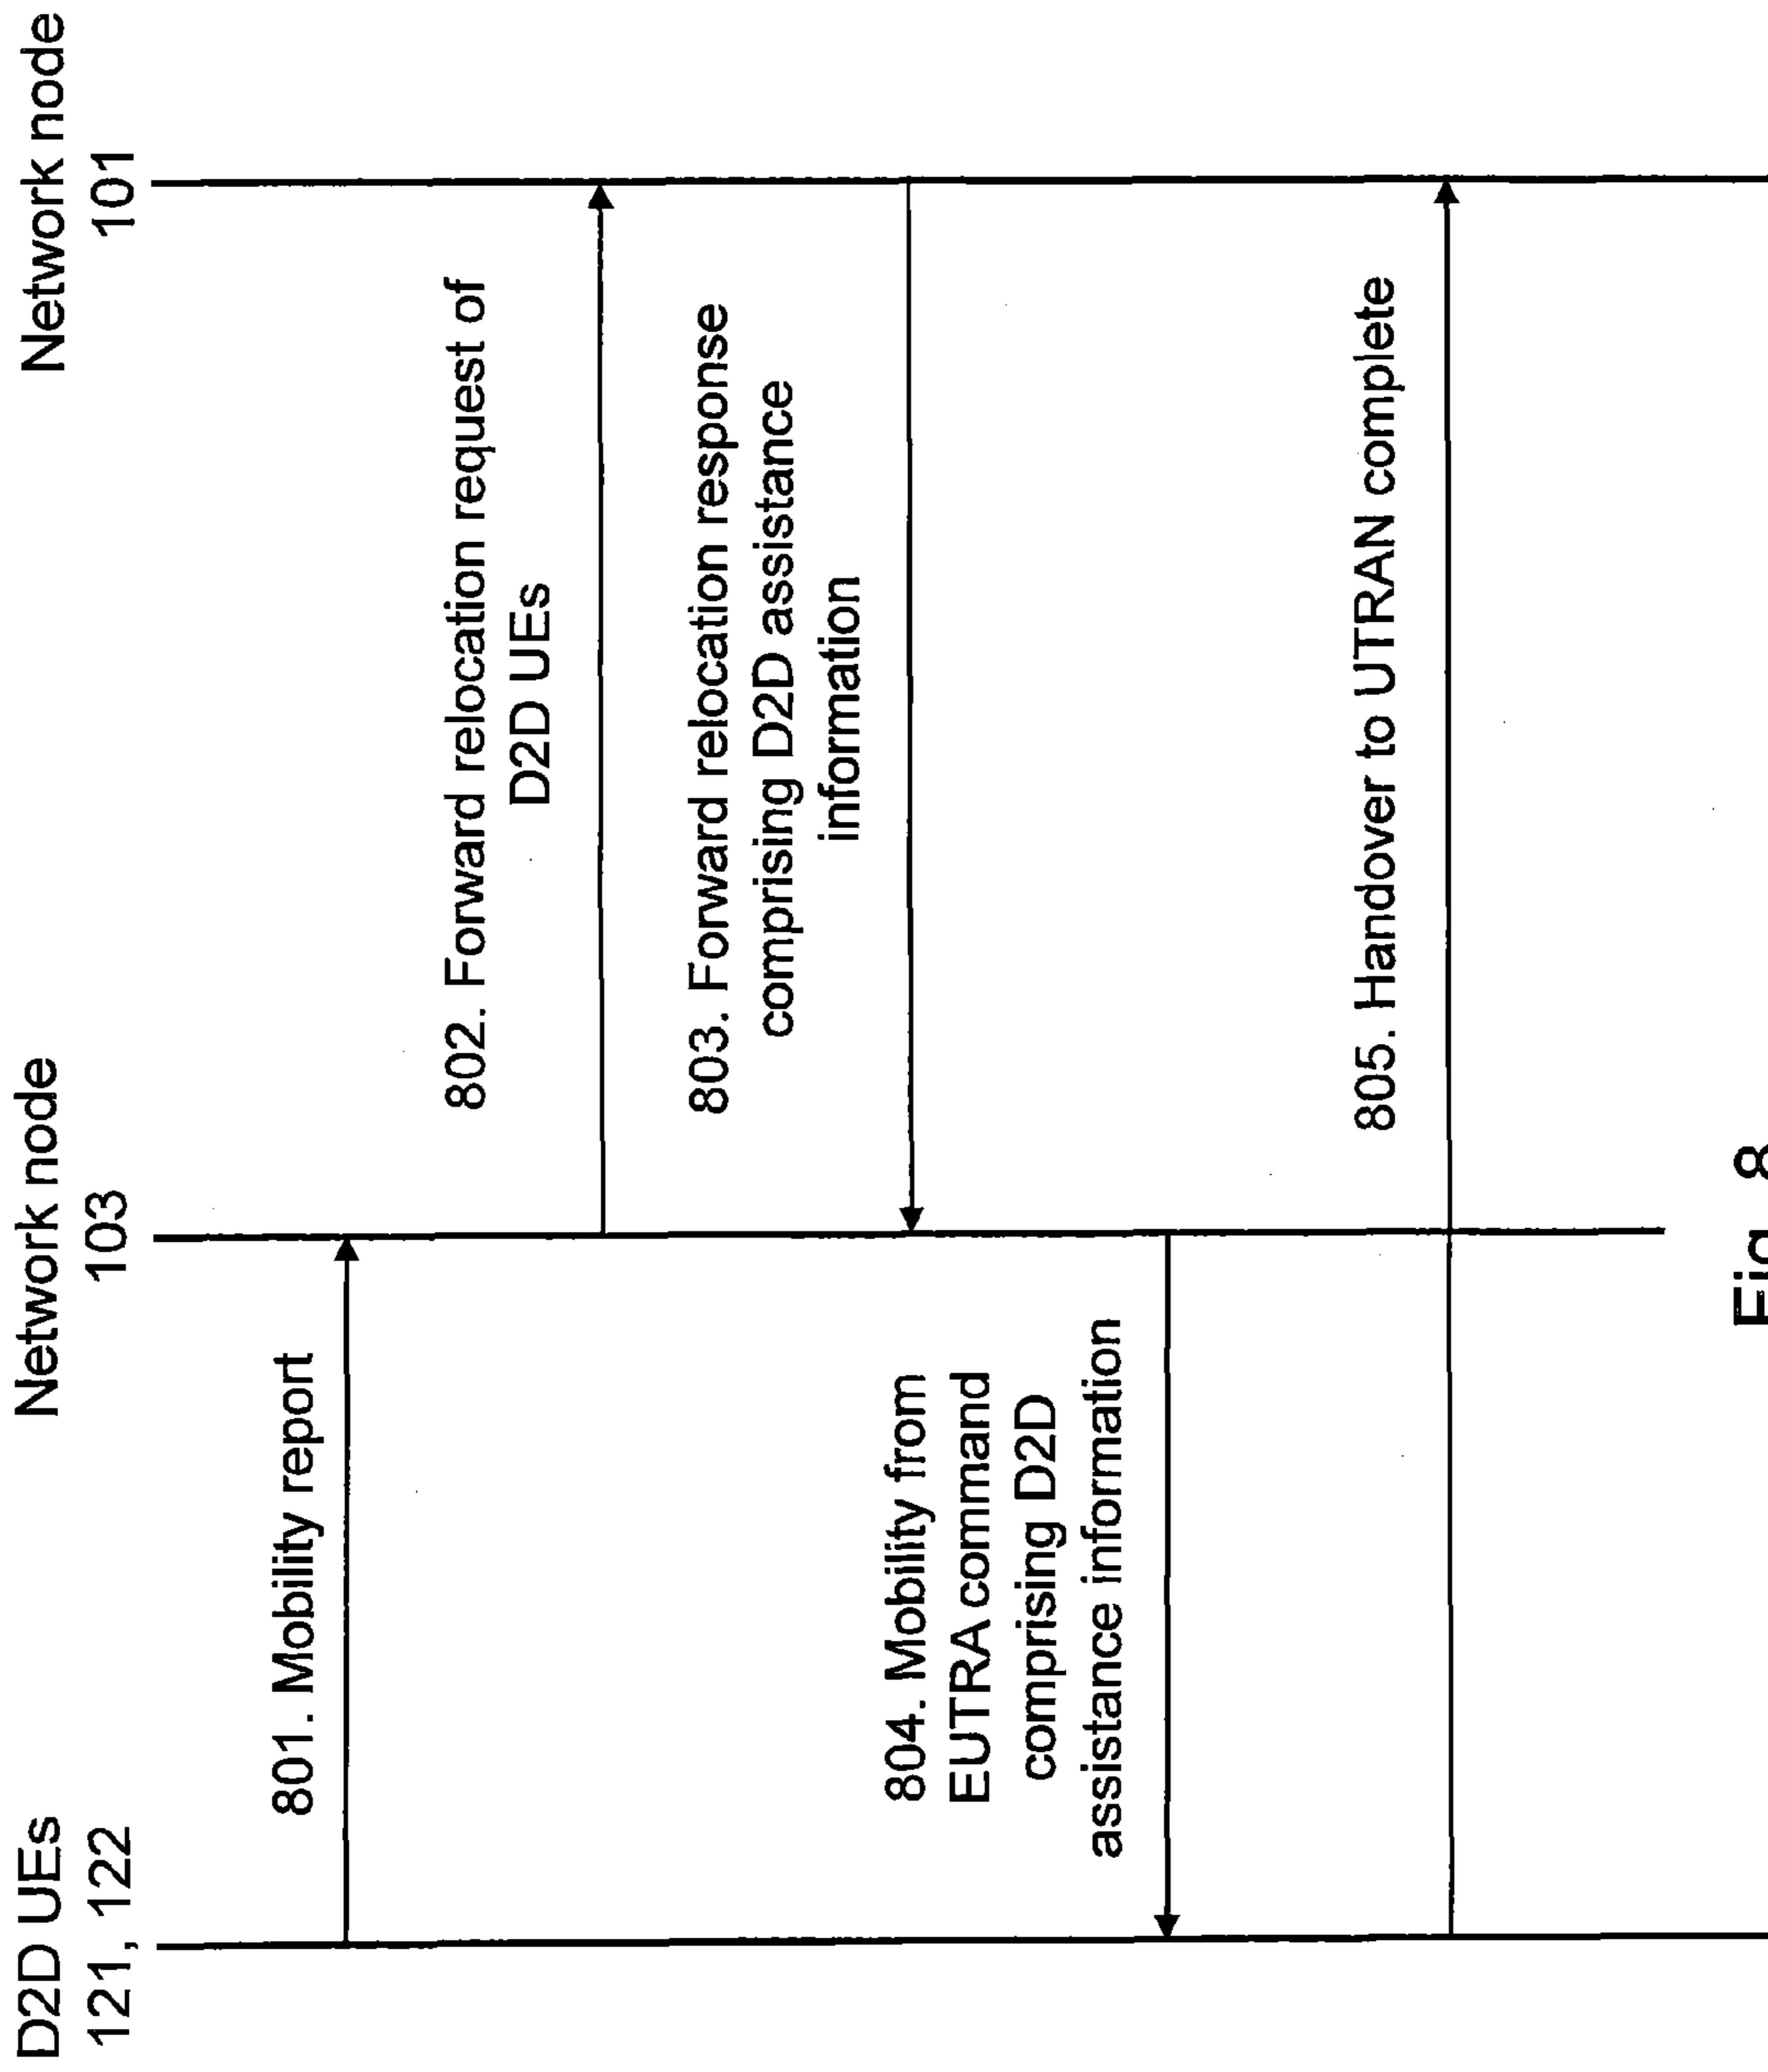 D2D UEs
121, 122
Network node
103
Network node
101
801. Mobility report
802. Forward relocation request of
D2D UEs
803. Forward relocation response
comprising D2D assistance
information
804. Mobility from
EUTRA command
comprising D2D
assistance information
805. Handover to UTRAN complete
Fig. 8